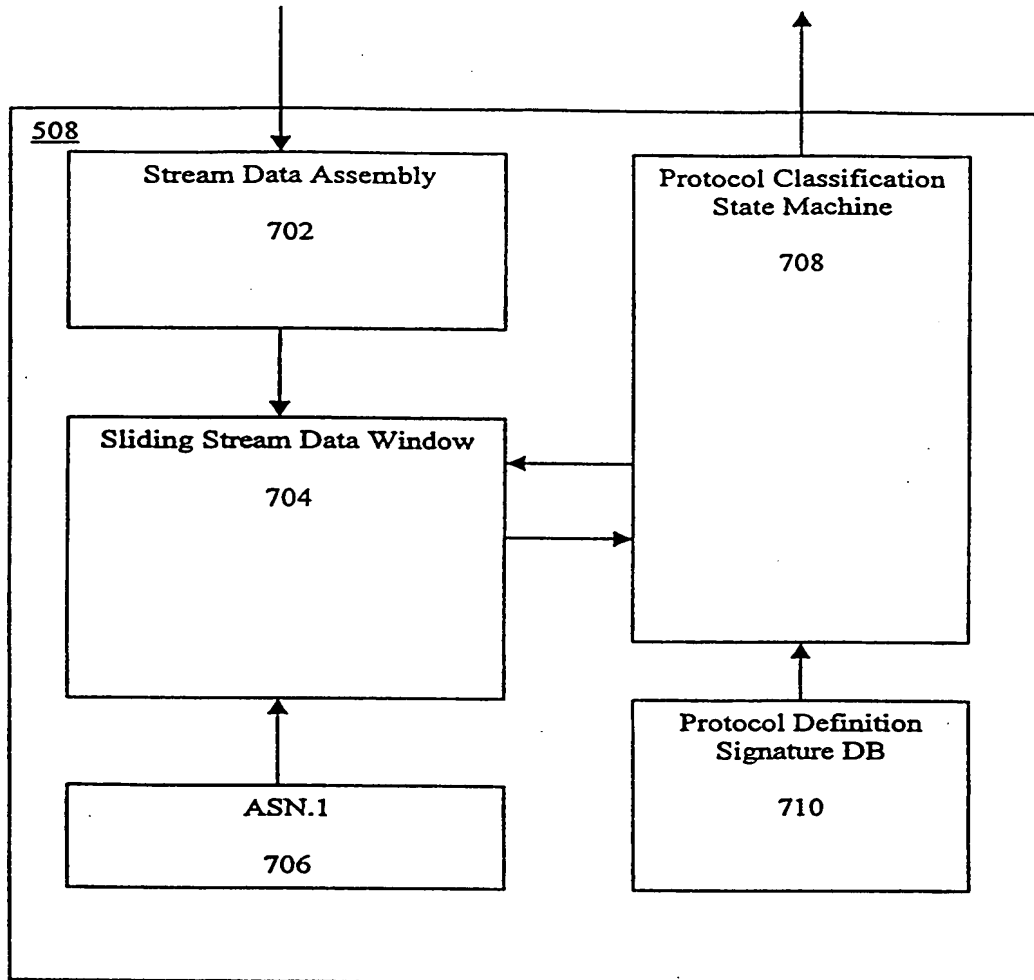 508
Stream Data Assembly
702
Protocol Classification
State Machine
708
Sliding Stream Data Window
704
Protocol Definition
Signature DB
710
ASN.1
706